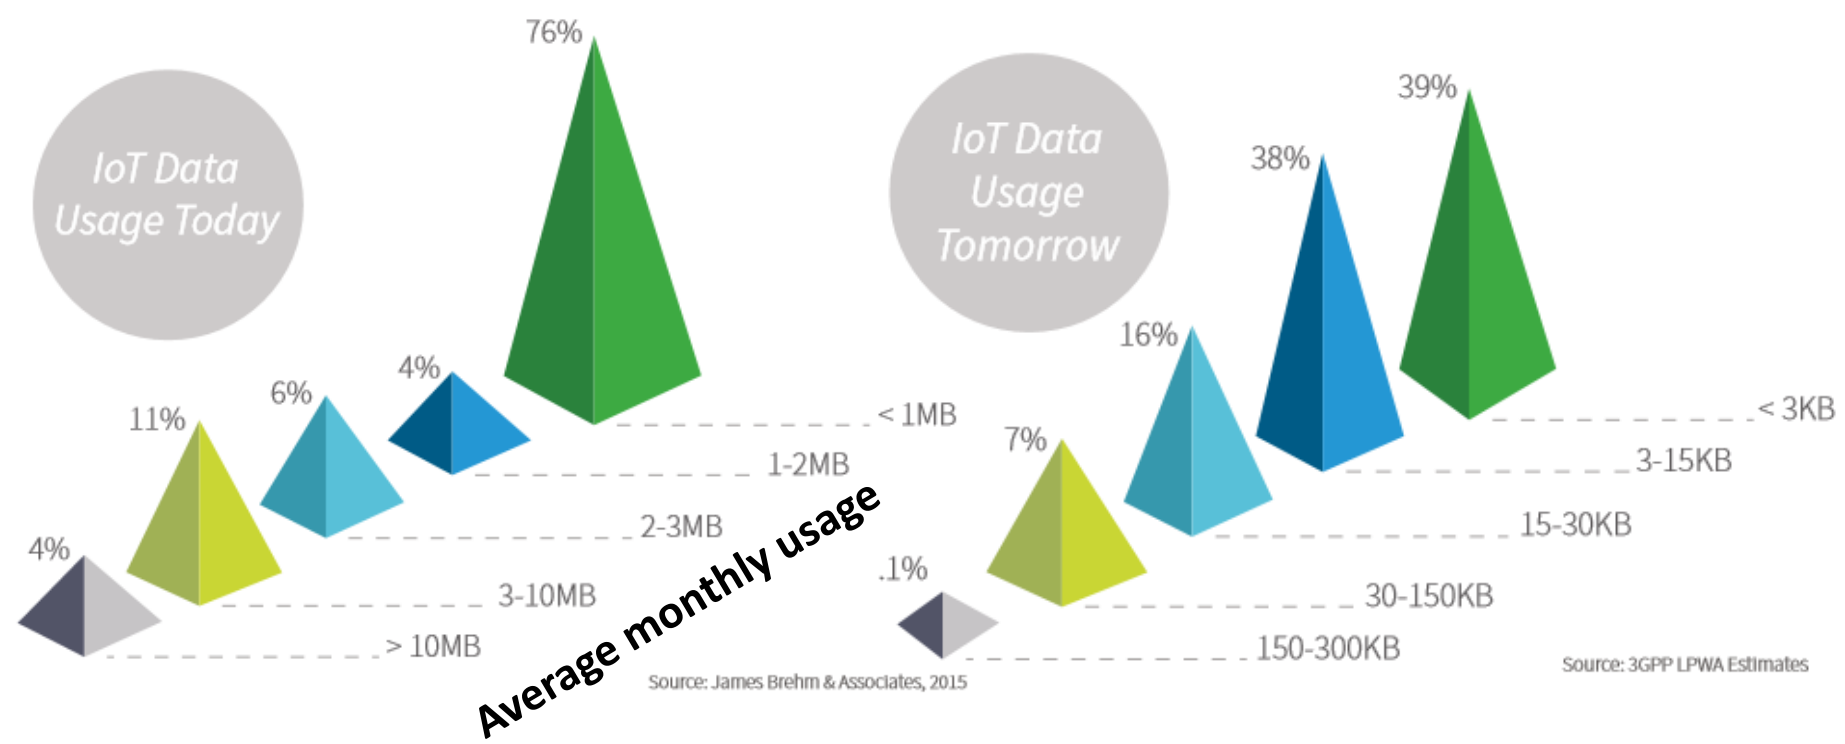 IoT Data
Usage Today
76%
4%
6%
11%
4%
< 1MB
1-2MB
2-3MB
3-10MB
> 10MB
Average monthly usage
Source: James Brehm & Associates, 2015
IoT Data
Usage
Tomorrow
39%
38%
16%
7%
.1%
< 3KB
3-15KB
15-30KB
30-150KB
150-300KB
Source: 3GPP LPWA Estimates